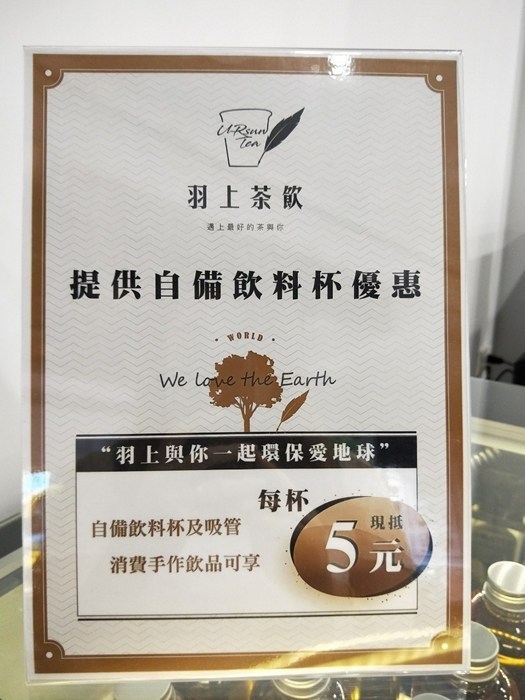 U-Rsun
Tea
羽上茶飲
遇上最好的茶與你
提供自備飲料杯優惠
WORLD
We love the Earth
“羽上與你一起環保愛地球”
每杯
自備飲料杯及吸管
現抵
5元
消費手作飲品可享